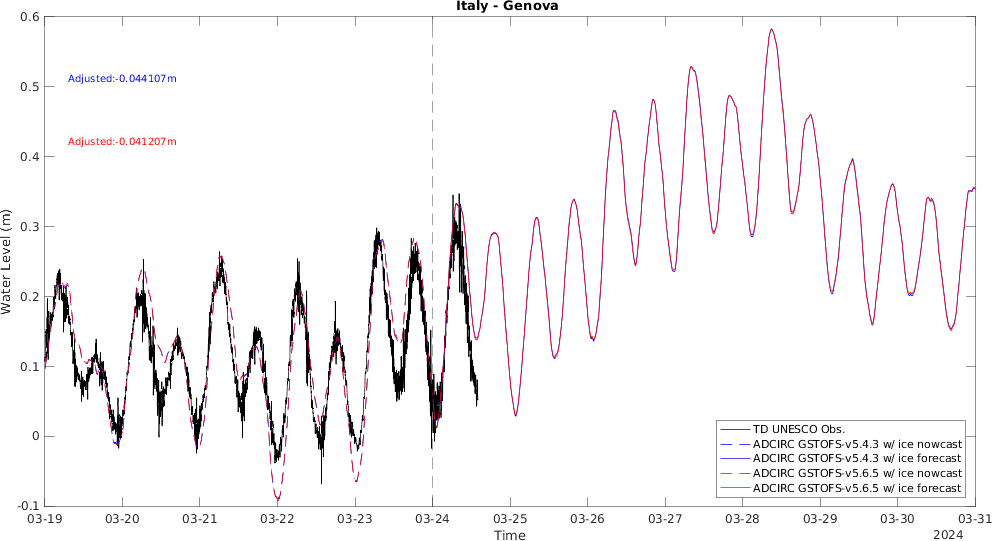 Italy - Genova
0.6
0.5
0.4
0.3
0.2
0.1
0
-0.1
Water Level (m)
Adjusted:-0.044107m
Adjusted:-0.041207m
TD UNESCO Obs.
ADCIRC GSTOFS-v5.4.3 w/ ice nowcast
ADCIRC GSTOFS-v5.4.3 w/ ice forecast
ADCIRC GSTOFS-v5.6.5 w/ ice nowcast
ADCIRC GSTOFS-v5.6.5 w/ ice forecast
03-19 03-20 03-21 03-22 03-23 03-24 03-25 03-26 03-27 03-28 03-29 03-30 03-31
Time
2024